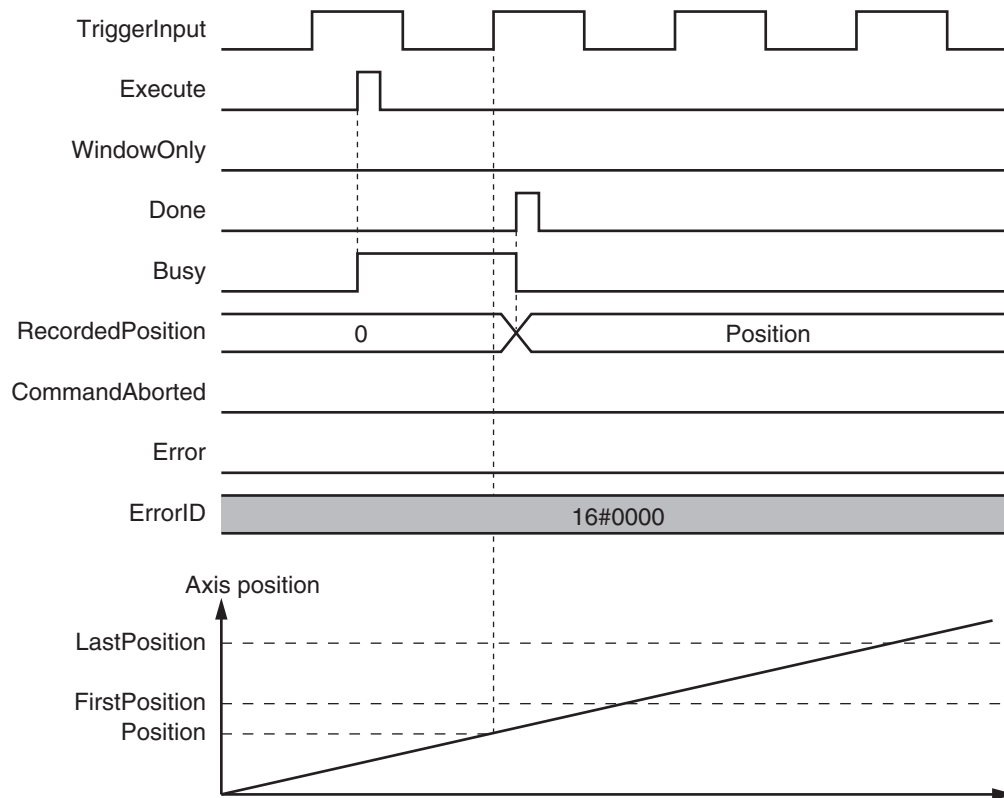 TriggerInput
Execute
WindowOnly
Done
Busy
RecordedPosition
0
Position
CommandAborted
Error
ErrorID
16#0000
Axis position
LastPosition
FirstPosition
Position